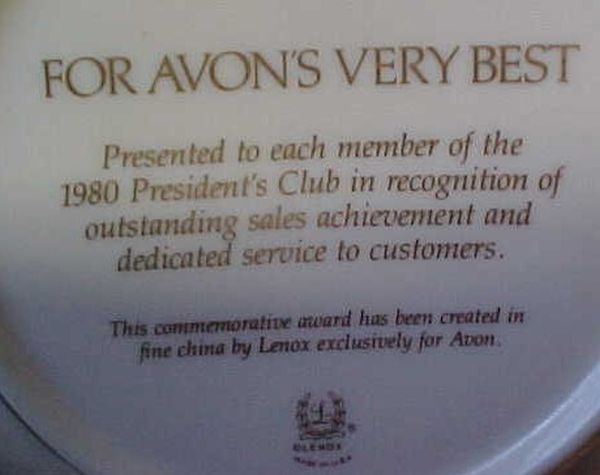 FOR AVON'S VERY BEST
Presented to each member of the
1980 President's Club in recognition of
outstanding sales achievement and
dedicated service to customers.
This commemorative award has been created in
fine china by Lenox exclusively for Avon.
®
©LENOX
MADE IN U.S.A.